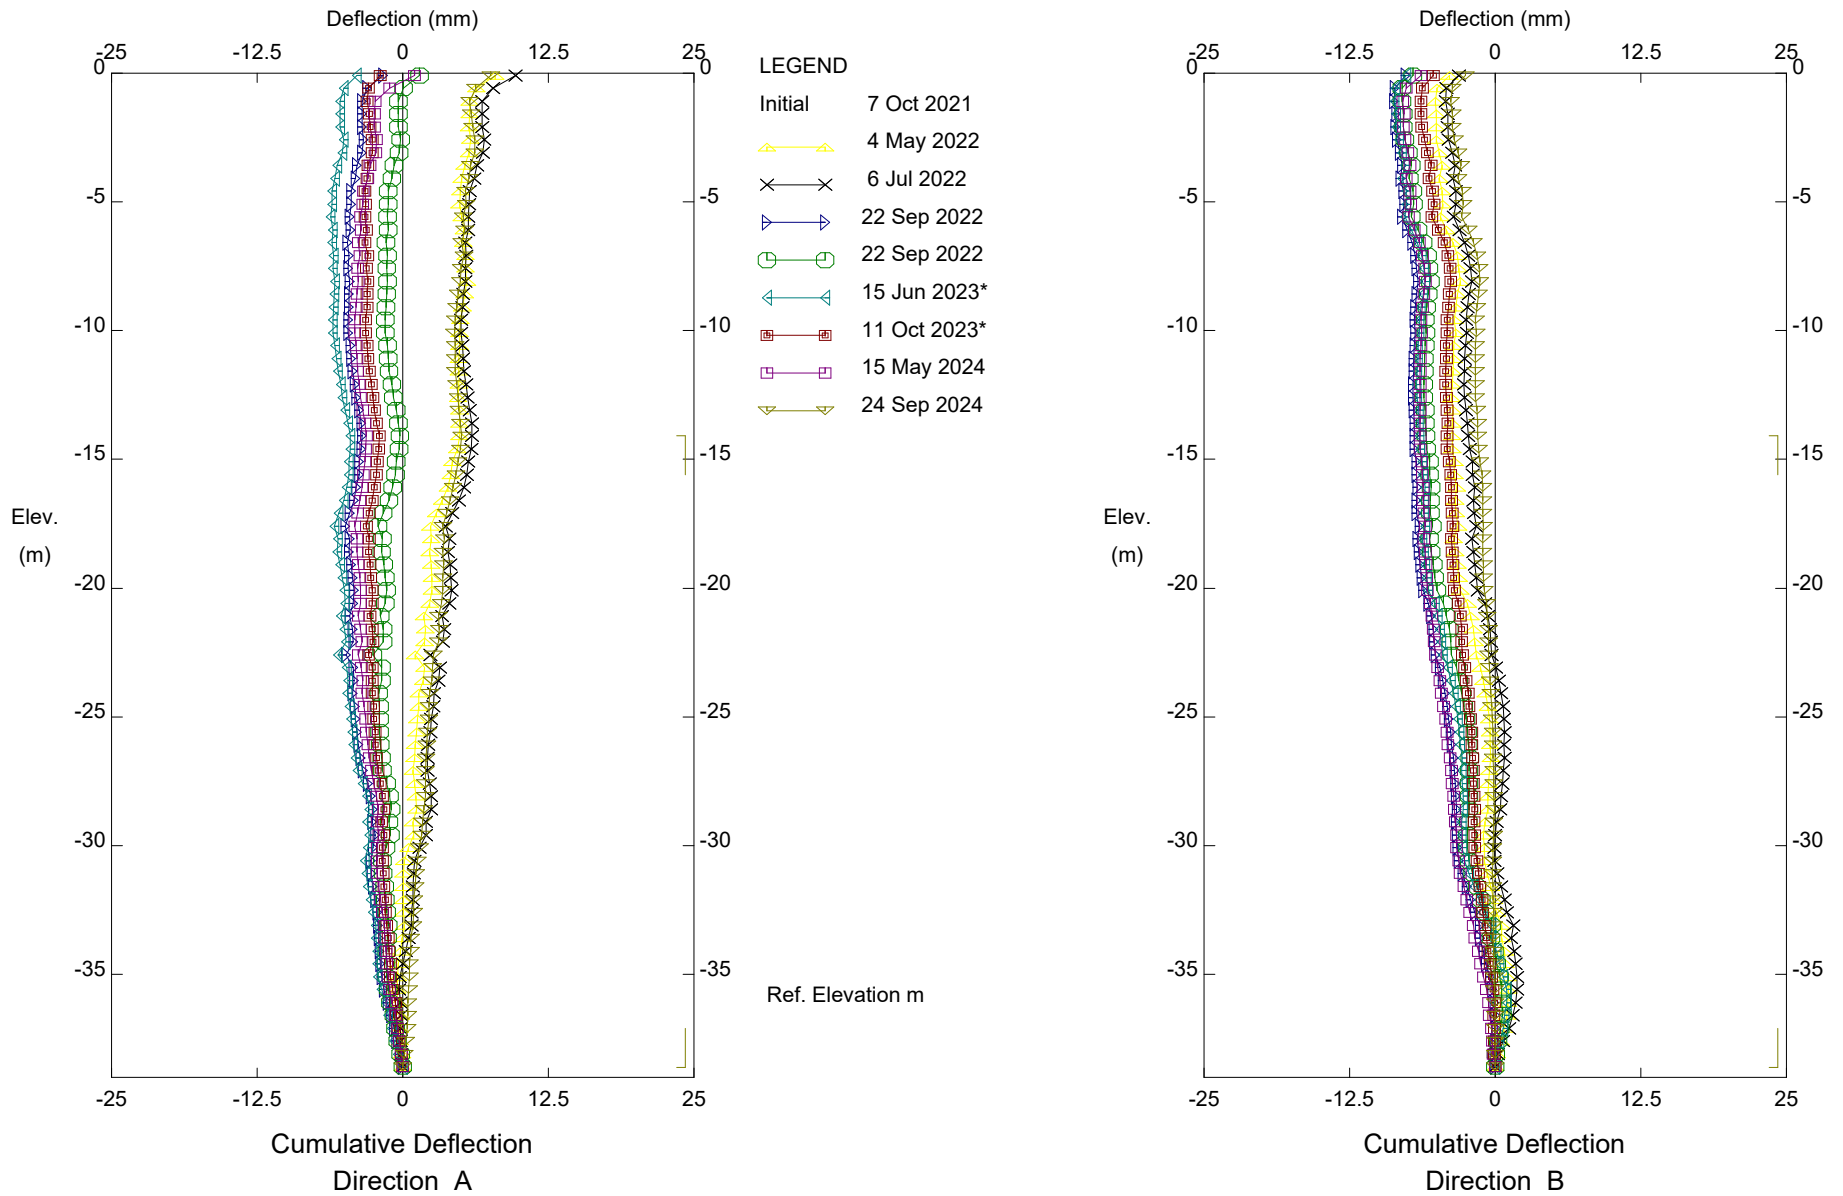 Deflection (mm)
-25 -12.5 0 12.5 25
0 0
-5 -5
-10 -10
-15 -15
-20 -20
-25 -25
-30 -30
-35 -35
Elev.
(m)
-25 -12.5 0 12.5 25
Cumulative Deflection
Direction A
LEGEND
Initial 7 Oct 2021
4 May 2022
6 Jul 2022
22 Sep 2022
22 Sep 2022
15 Jun 2023*
11 Oct 2023*
15 May 2024
24 Sep 2024
Ref. Elevation m
Deflection (mm)
-25 -12.5 0 12.5 25
0 0
-5 -5
-10 -10
-15 -15
-20 -20
-25 -25
-30 -30
-35 -35
Elev.
(m)
-25 -12.5 0 12.5 25
Cumulative Deflection
Direction B